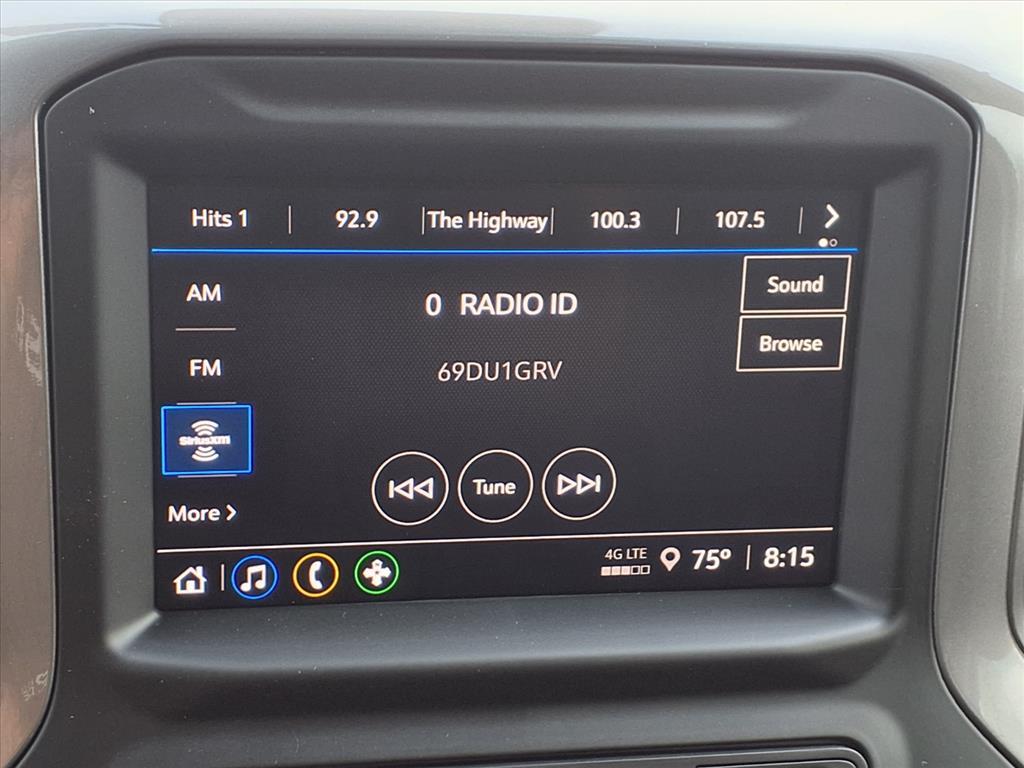 Hits 1 | 92.9 | The Highway | 100.3 | 107.5
Sound
AM
0 RADIO ID
Browse
FM
69DU1GRV
SiriusXM
Tune
More
4G LTE
75° | 8:15